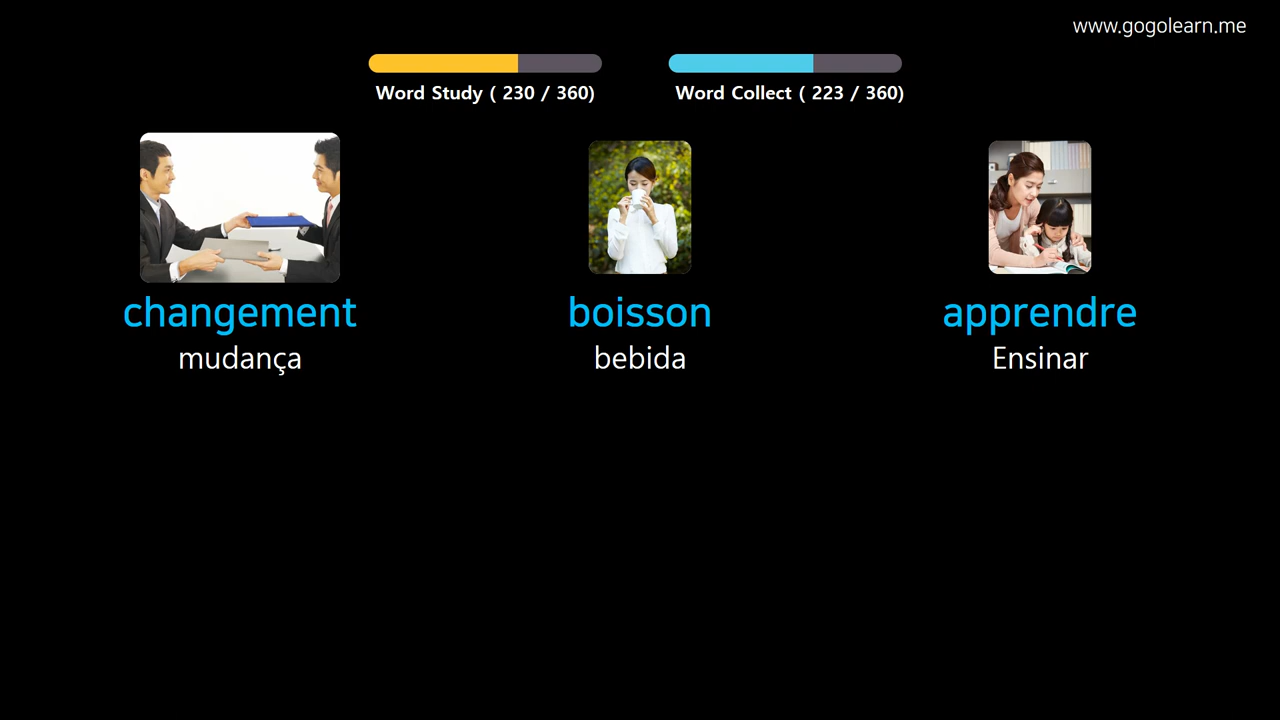 www.gogolearn.me
Word Study ( 230 / 360)
Word Collect ( 223 / 360)
changement
mudança
boisson
bebida
apprendre
Ensinar